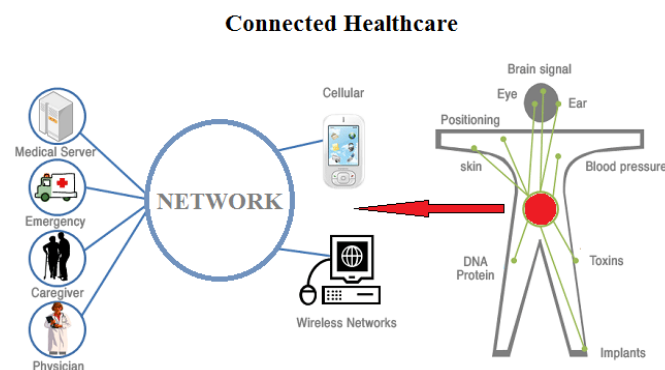 Connected Healthcare
Medical Server
Emergency
Caregiver
Physician
NETWORK
Cellular
Wireless Networks
Brain signal
Eye
Ear
Positioning
skin
Blood pressure
DNA
Protein
Toxins
Implants